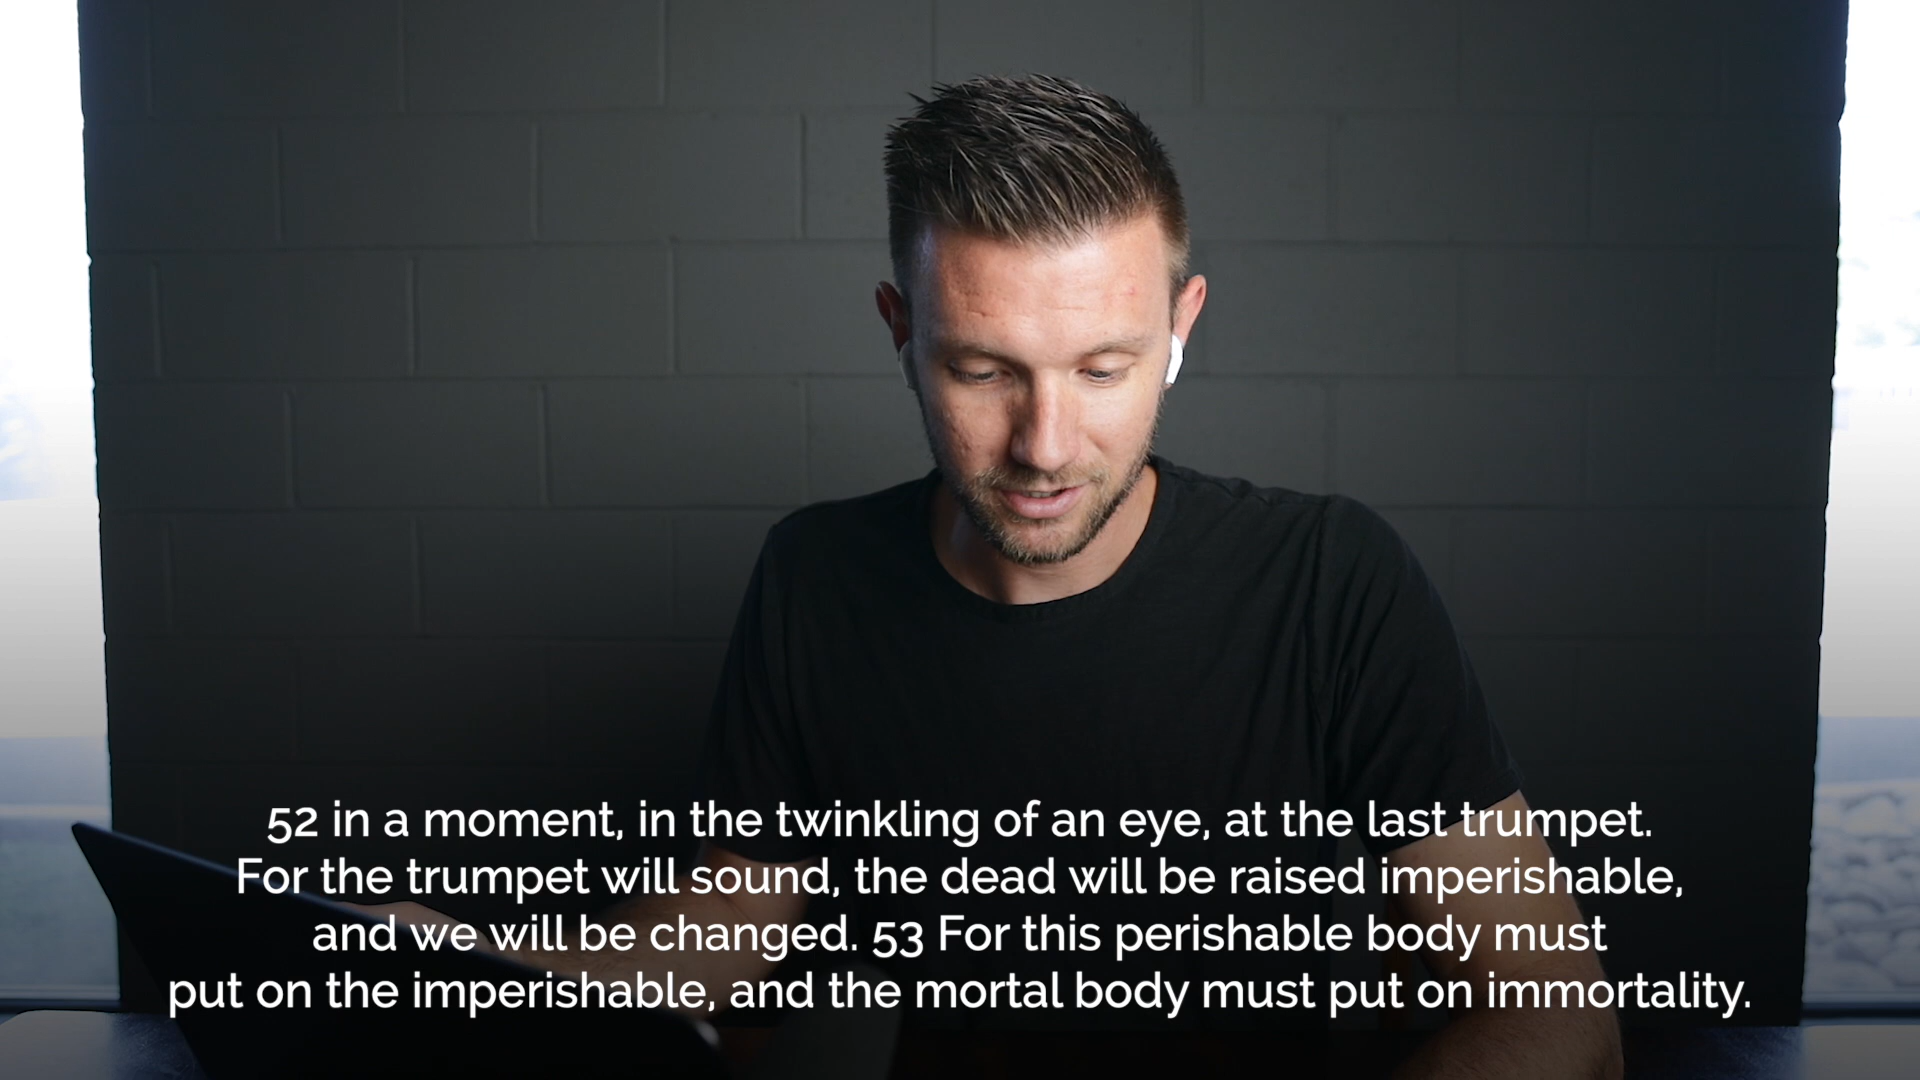 52 in a moment, in the twinkling of an eye, at the last trumpet.
For the trumpet will sound, the dead will be raised imperishable,
and we will be changed. 53 For this perishable body must
put on the imperishable, and the mortal body must put on immortality.